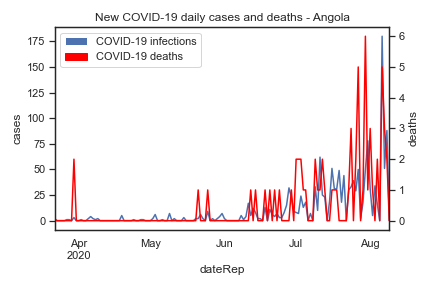 New COVID-19 daily cases and deaths - Angola
COVID-19 infections
COVID-19 deaths
cases
175
150
125
100
75
50
25
0
deaths
6
5
4
3
2
1
0
Apr
2020
May
Jun
Jul
Aug
dateRep